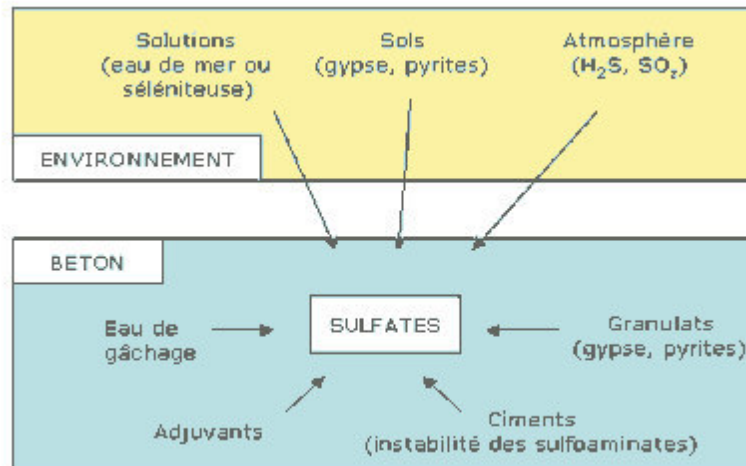 Solutions
(eau de mer ou
séléniteuse)
Sols
(gypse, pyrites)
Atmosphère
(H₂S, SO₂)
ENVIRONNEMENT
BETON
SULFATES
Eau de
gâchage
Granulats
(gypse, pyrites)
Adjuvants
Ciments
(instabilité des sulfoaminates)